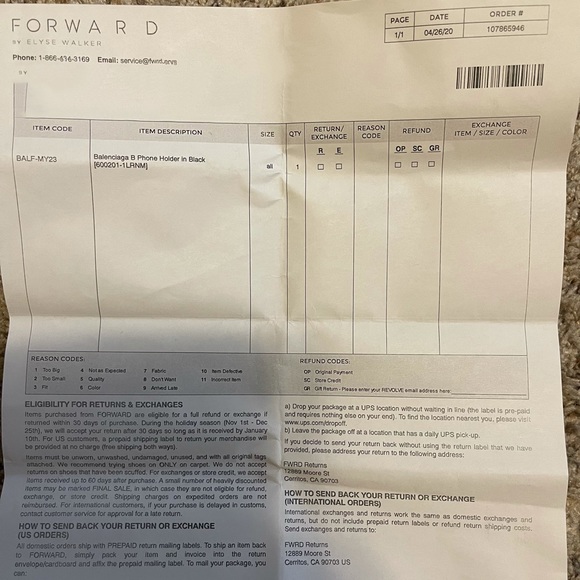 FORWARD
BY ELYSE WALKER
PAGE DATE ORDER #
1/1 04/26/20 107865946
Phone: 1-866-414-3169 Email: service@fwrd.com
BY
ITEM CODE ITEM DESCRIPTION SIZE QTY RETURN/ EXCHANGE REASON CODE REFUND EXCHANGE ITEM / SIZE / COLOR
R E OP SC GR
BALF-MY23 Balenciaga B Phone Holder in Black all 1
[600201-1LRNM]
REASON CODES:
1 Too Big 4 Not as Expected 7 Fabric 10 Item Defective
2 Too Small 5 Quality 8 Don't Want 11 Incorrect Item
3 Fit 6 Color 9 Arrived Late
REFUND CODES:
OP Original Payment
SC Store Credit
GR Gift Return - Please enter your REVOLVE email address here:
ELIGIBILITY FOR RETURNS & EXCHANGES
Items purchased from FORWARD are eligible for a full refund or exchange if
returned within 30 days of purchase. During the holiday season (Nov 1st - Dec
25th), we will accept your return after 30 days so long as it is received by January
10th. For US customers, a prepaid shipping label to return your merchandise will
be provided at no charge (free shipping both ways).
Items must be unworn, unwashed, undamaged, unused, and with all original tags
attached. We recommend trying shoes on ONLY on carpet. We do not accept
returns on shoes that have been scuffed. For exchanges or store credit, we accept
items received up to 60 days after purchase. A small number of heavily discounted
items may be marked FINAL SALE, in which case they are not eligible for refund,
exchange, or store credit. Shipping charges on expedited orders are not
reimbursed. For international customers, if your purchase is delayed in customs,
contact customer service for approval for a late return.
HOW TO SEND BACK YOUR RETURN OR EXCHANGE
(US ORDERS)
All domestic orders ship with PREPAID return mailing labels. To ship an item back
to FORWARD, simply pack your item and invoice into the return
envelope/cardboard and affix the prepaid mailing label. To mail your package, you
can:
a) Drop your package at a UPS location without waiting in line (the label is pre-paid
and requires nothing else on your end). To find the location nearest you, please visit
www.ups.com/dropoff.
b) Leave the package off at a location that has a daily UPS pick-up.
If you decide to send your return back without using the return label that we have
provided, please address your return to the following address:
FWRD Returns
12889 Moore St
Cerritos, CA 90703
HOW TO SEND BACK YOUR RETURN OR EXCHANGE
(INTERNATIONAL ORDERS)
International exchanges and returns work the same as domestic exchanges and
returns, but do not include prepaid return labels or refund return shipping costs.
Send exchanges and returns to:
FWRD Returns
12889 Moore St
Cerritos, CA 90703 US